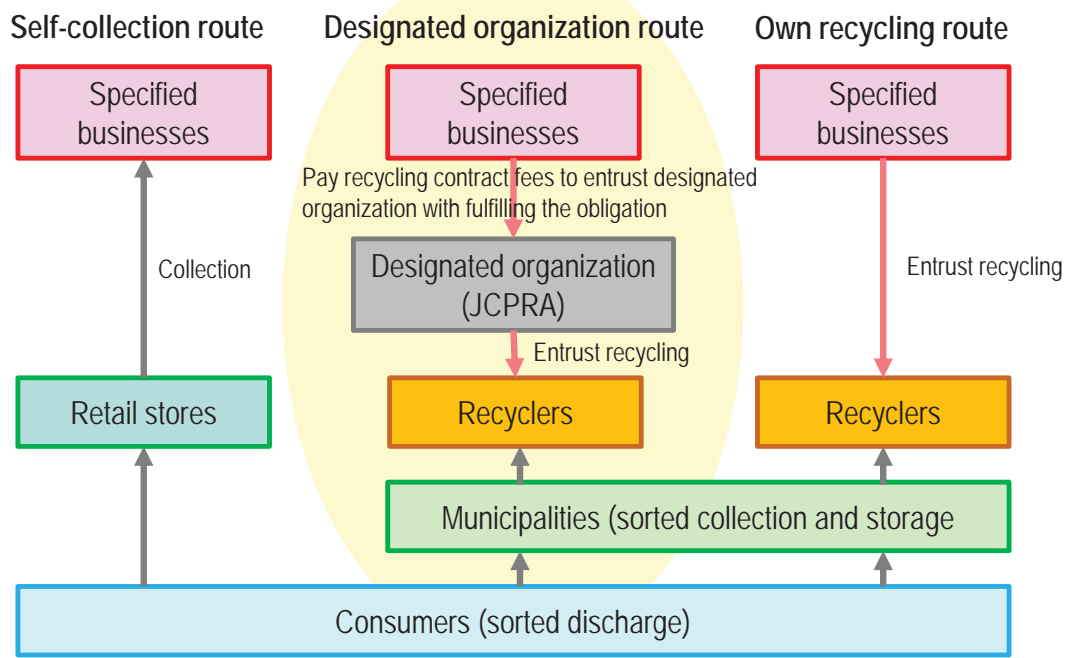 Self-collection route
Designated organization route
Own recycling route
Specified
businesses
Specified
businesses
Specified
businesses
Pay recycling contract fees to entrust designated
organization with fulfilling the obligation
Collection
Designated organization
(JCPRA)
Entrust recycling
Entrust recycling
Retail stores
Recyclers
Recyclers
Municipalities (sorted collection and storage
Consumers (sorted discharge)